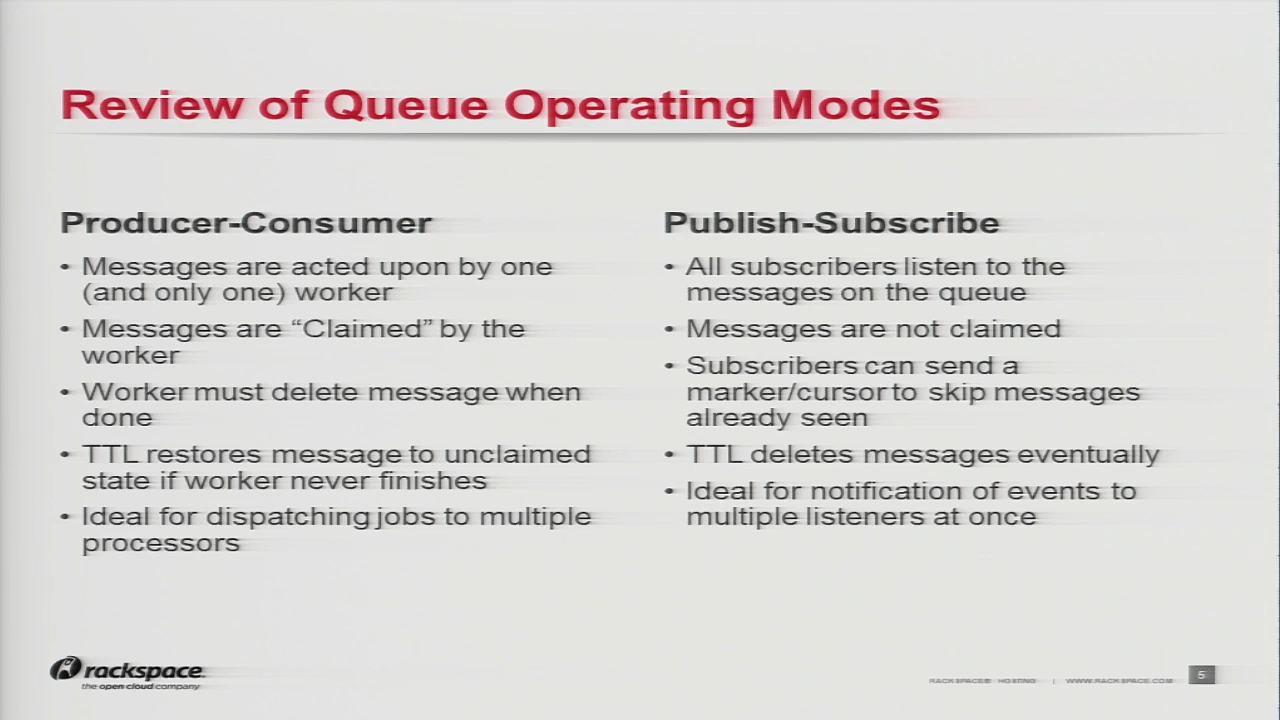 Review of Queue Operating Modes
Producer-Consumer
• Messages are acted upon by one
(and only one) worker
• Messages are “Claimed” by the
worker
• Worker must delete message when
done
• TTL restores message to unclaimed
state if worker never finishes
• Ideal for dispatching jobs to multiple
processors
Publish-Subscribe
• All subscribers listen to the
messages on the queue
• Messages are not claimed
• Subscribers can send a
marker/cursor to skip messages
already seen
• TTL deletes messages eventually
• Ideal for notification of events to
multiple listeners at once
rackspace.
the open cloud company
RACKSPACE® HOSTING | WWW.RACKSPACE.COM
5